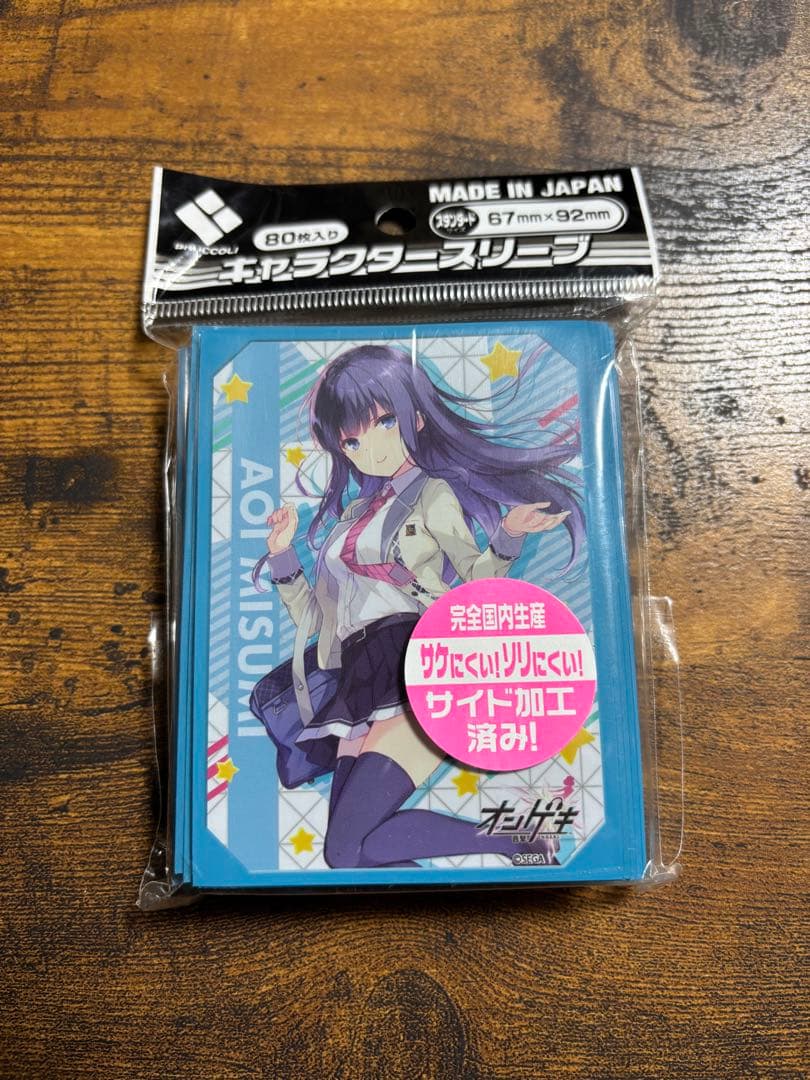 MADE IN JAPAN
BROCCOLI
80枚入り
スタンダード
67mm×92mm
キャラクタースリーブ
AOI MISUMI
完全国内生産
サケにくい!ソリにくい!
サイド加工
済み!
オンゲキ
©SEGA